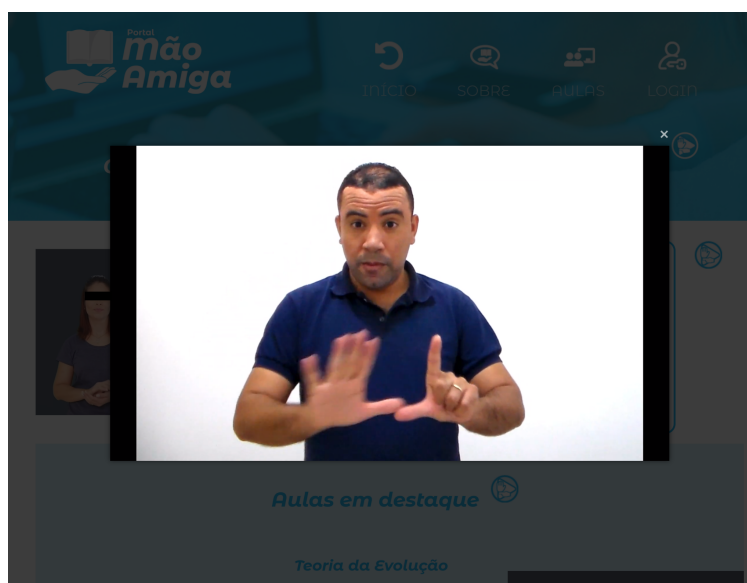 Portal
Mão
Amiga
INÍCIO
SOBRE
AULAS
LOGIN
×
Aulas em destaque
Teoria da Evolução